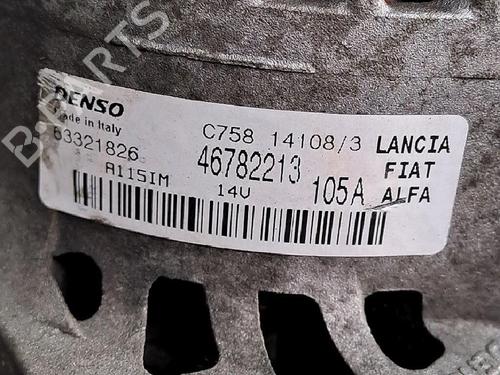 DENSO
Made in Italy
63321826
C758 14108/3
LANCIA
46782213
FIAT
A115IM
14V
105A
ALFA
B-PARTS